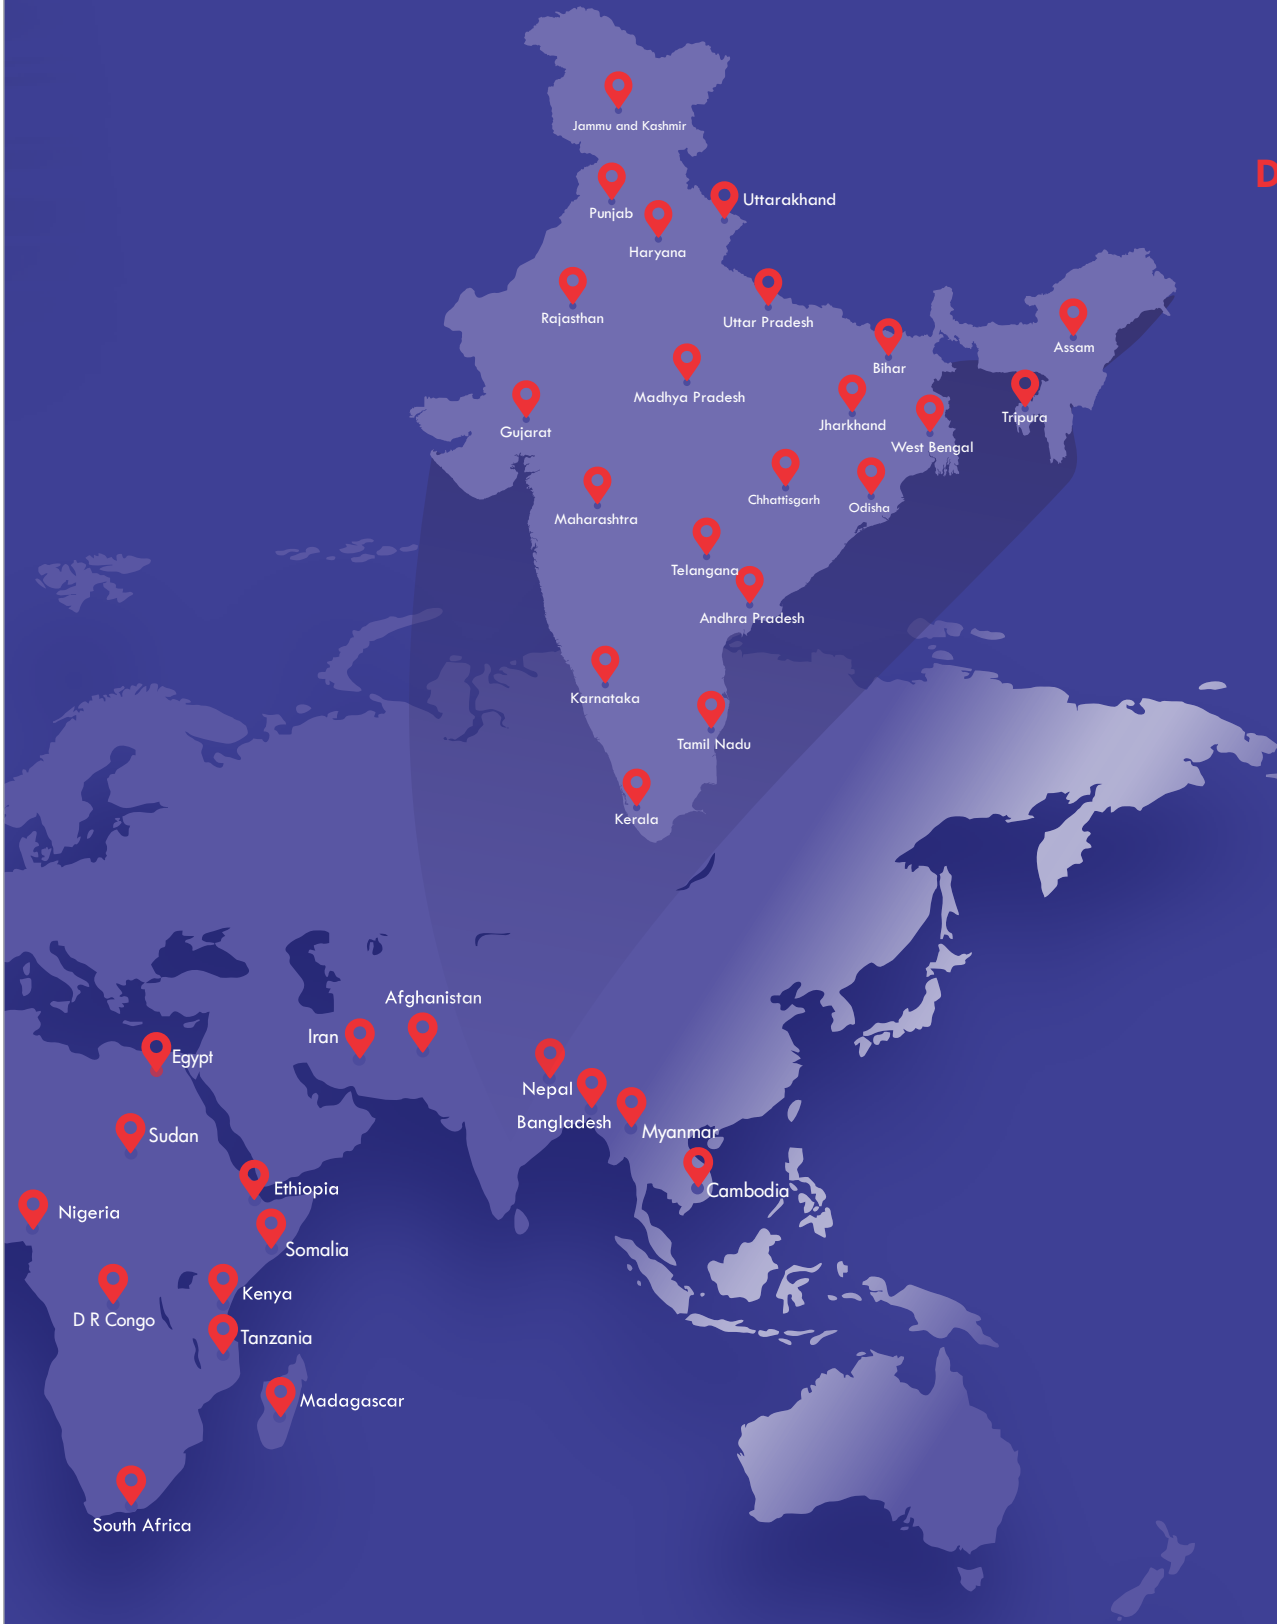 Jammu and Kashmir
D
Punjab
Uttarakhand
Haryana
Rajasthan
Uttar Pradesh
Assam
Bihar
Madhya Pradesh
Tripura
Jharkhand
Gujarat
West Bengal
Chhattisgarh
Odisha
Maharashtra
Telangana
Andhra Pradesh
Karnataka
Tamil Nadu
Kerala
Afghanistan
Iran
Egypt
Nepal
Bangladesh
Myanmar
Sudan
Ethiopia
Cambodia
Nigeria
Somalia
Kenya
D R Congo
Tanzania
Madagascar
South Africa